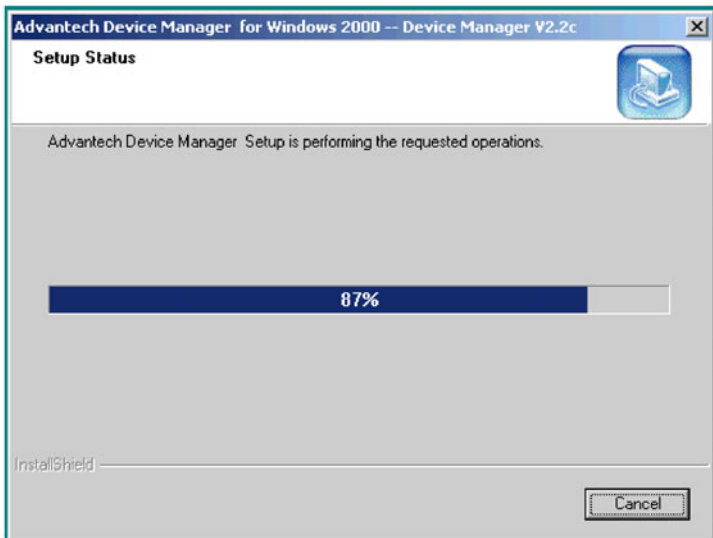 Advantech Device Manager  for Windows 2000 -- Device Manager V2.2c
Setup Status
Advantech Device Manager  Setup is performing the requested operations.
87%
InstallShield
Cancel